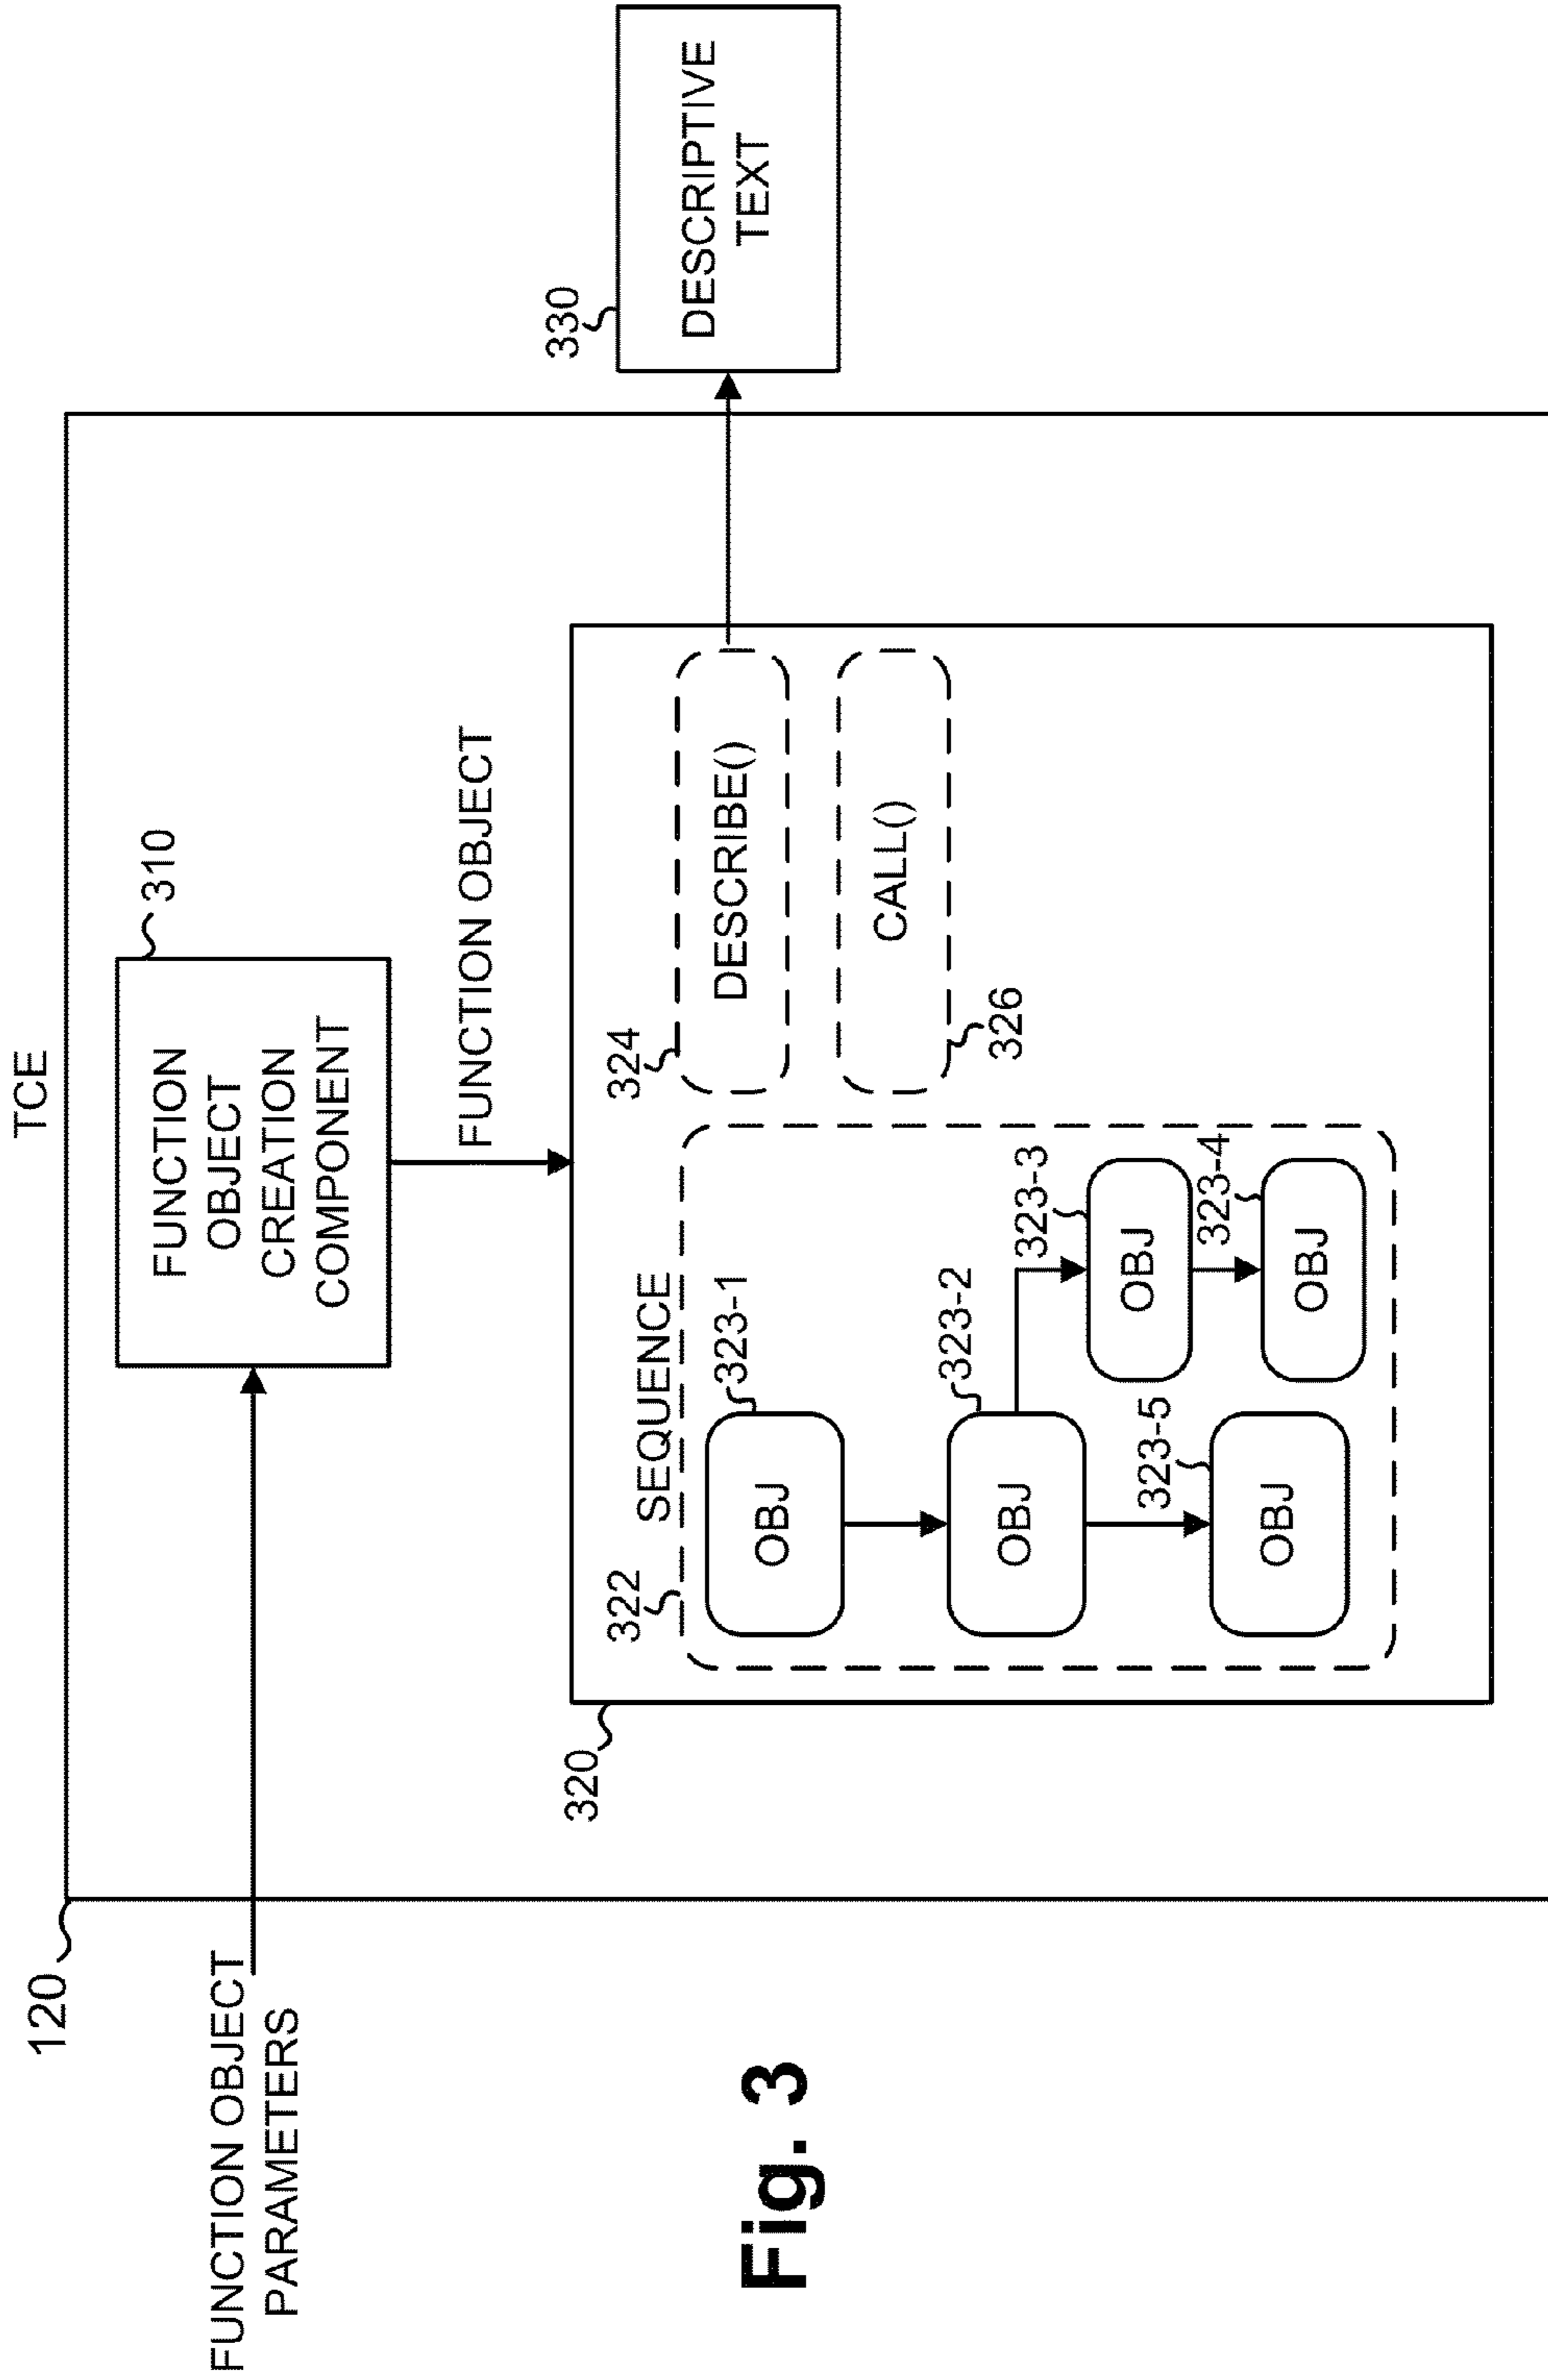 TCE
120
FUNCTION OBJECT
PARAMETERS
310
FUNCTION
OBJECT
CREATION
COMPONENT
FUNCTION OBJECT
320
322
SEQUENCE
OBJ
323-1
OBJ
323-2
OBJ
323-3
OBJ
323-4
OBJ
323-5
324
DESCRIBE()
CALL()
326
330
DESCRIPTIVE
TEXT
Fig. 3